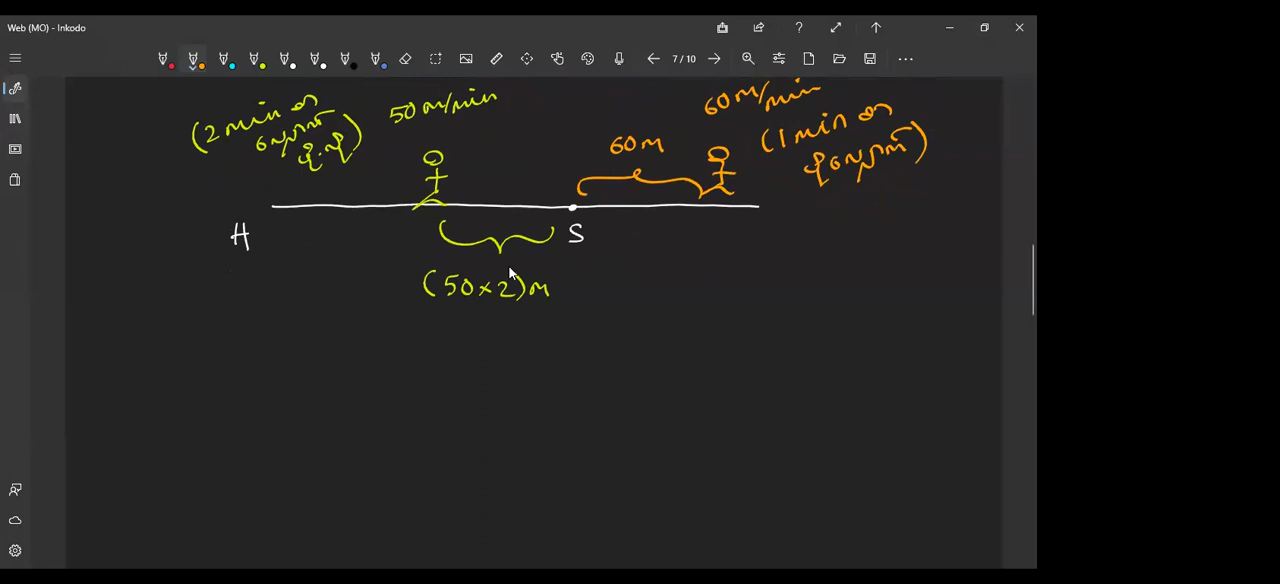 Web (MO) - Inkodo
7 / 10
50 m/min
60 m/min
(2 min
60 M
(1 min
H
S
(50 × 2) m